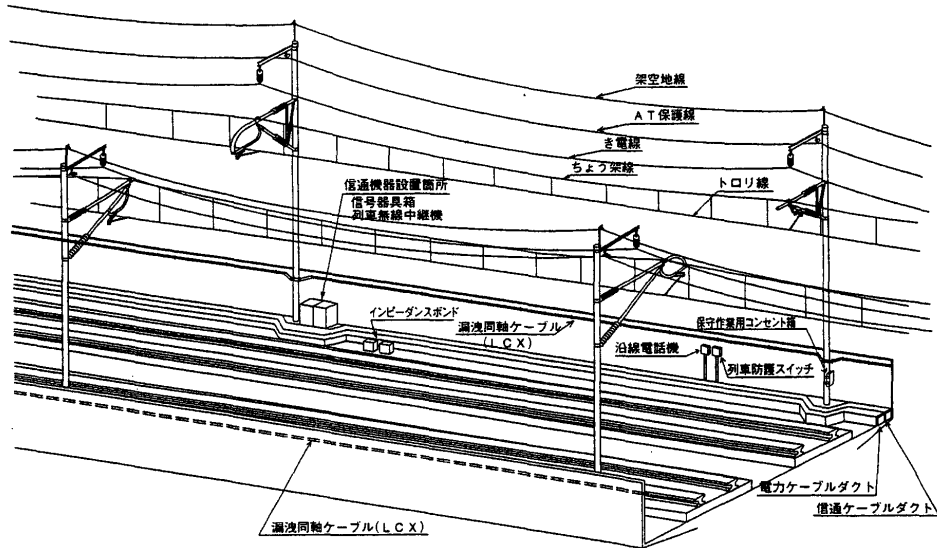 架空地線
AT保護線
き電線
ちょう架線
トロリ線
信通機器設置箇所
信号器具箱
列車無線中継機
インピーダンスボンド
漏洩同軸ケーブル
(LCX)
保守作業用コンセント箱
沿線電話機
列車防護スイッチ
電力ケーブルダクト
信通ケーブルダクト
漏洩同軸ケーブル(LCX)